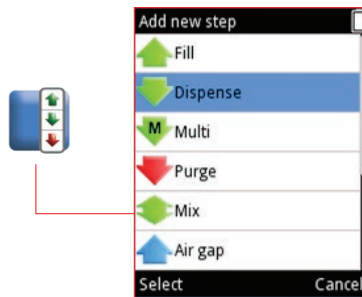 Add new step
Fill
Dispense
M Multi
Purge
Mix
Air gap
Select Cancel